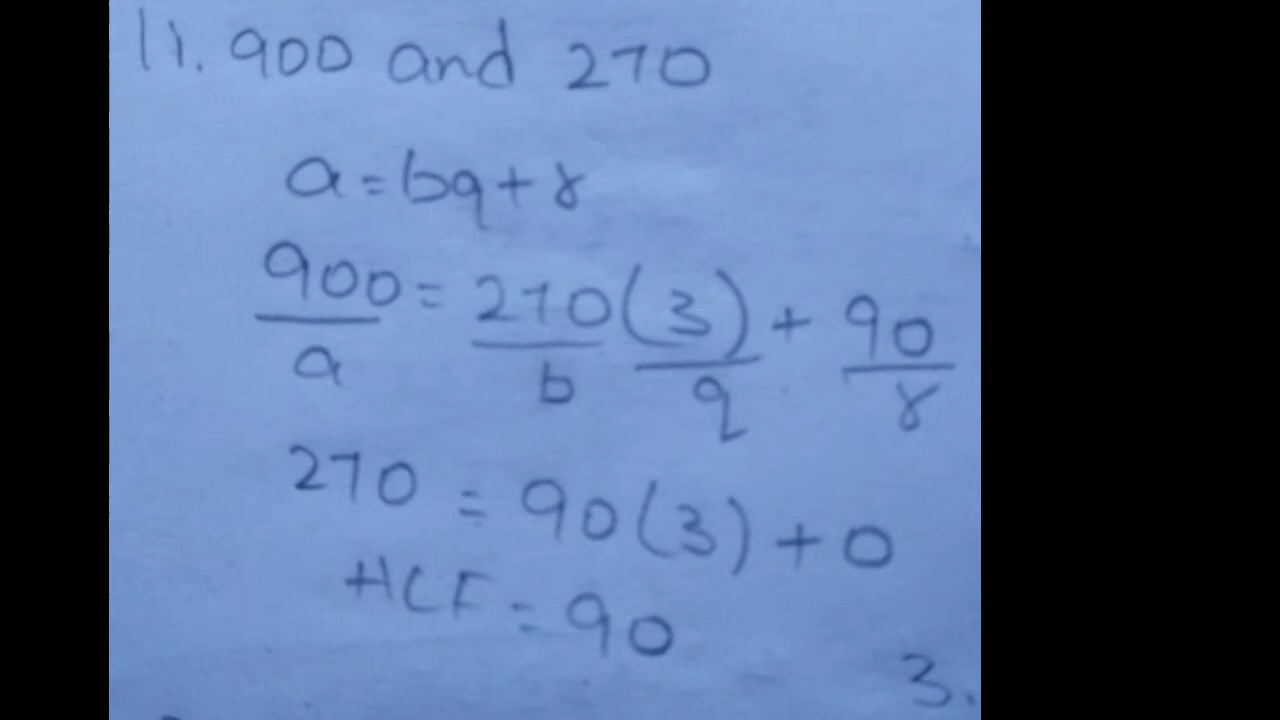 11. 900 and 270
a = bq + r
900 = 270 (3) + 90
a b q r
270 = 90 (3) + 0
HCF = 90
3.